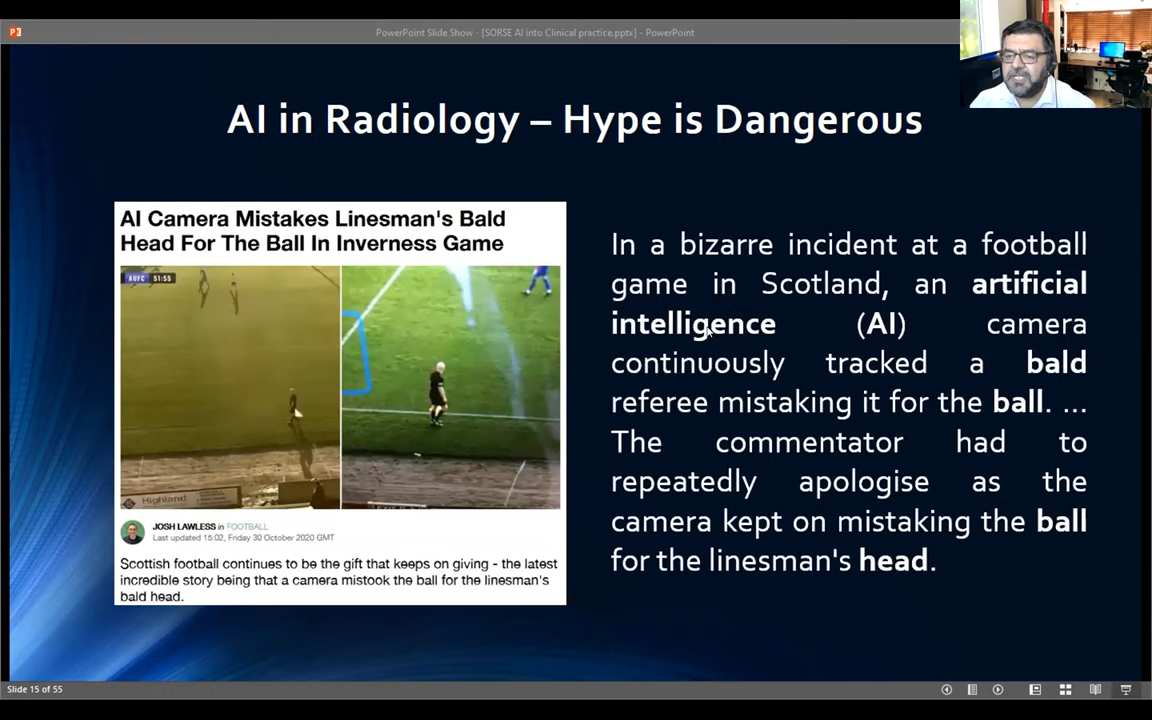 PowerPoint Slide Show - [SORSE AI into Clinical practice.pptx] - PowerPoint
AI in Radiology – Hype is Dangerous
AI Camera Mistakes Linesman's Bald
Head For The Ball In Inverness Game
AUFC 51:55
Highland
JOSH LAWLESS in FOOTBALL
Last updated 15:02, Friday 30 October 2020 GMT
Scottish football continues to be the gift that keeps on giving - the latest
incredible story being that a camera mistook the ball for the linesman's
bald head.
In a bizarre incident at a football
game in Scotland, an artificial
intelligence (AI) camera
continuously tracked a bald
referee mistaking it for the ball. ...
The commentator had to
repeatedly apologise as the
camera kept on mistaking the ball
for the linesman's head.
Slide 15 of 55